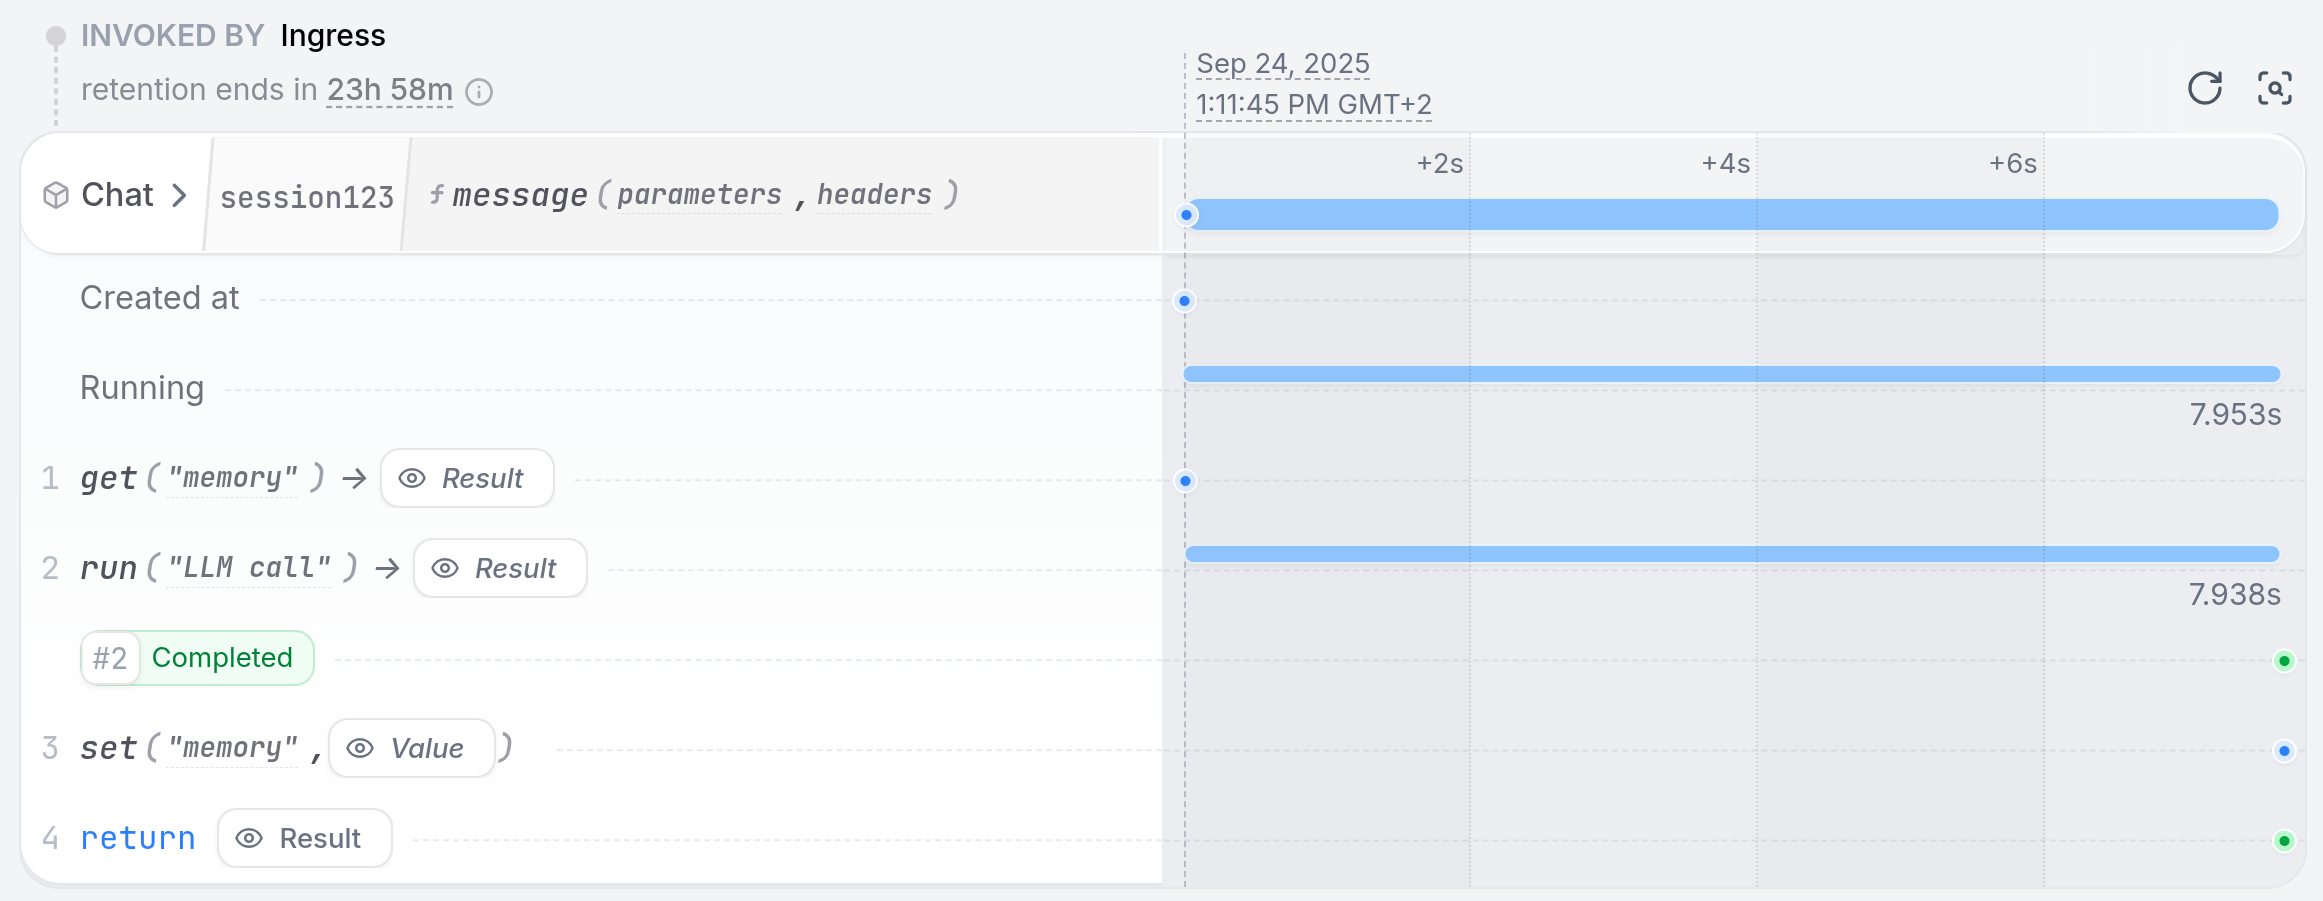 INVOKED BY Ingress
retention ends in 23h 58m
Sep 24, 2025
1:11:45 PM GMT+2
Chat session123 ƒ message ( parameters , headers )
+2s +4s +6s
Created at
Running
7.953s
1 get ( "memory" ) → Result
2 run ( "LLM call" ) → Result
7.938s
#2 Completed
3 set ( "memory" , Value )
4 return Result